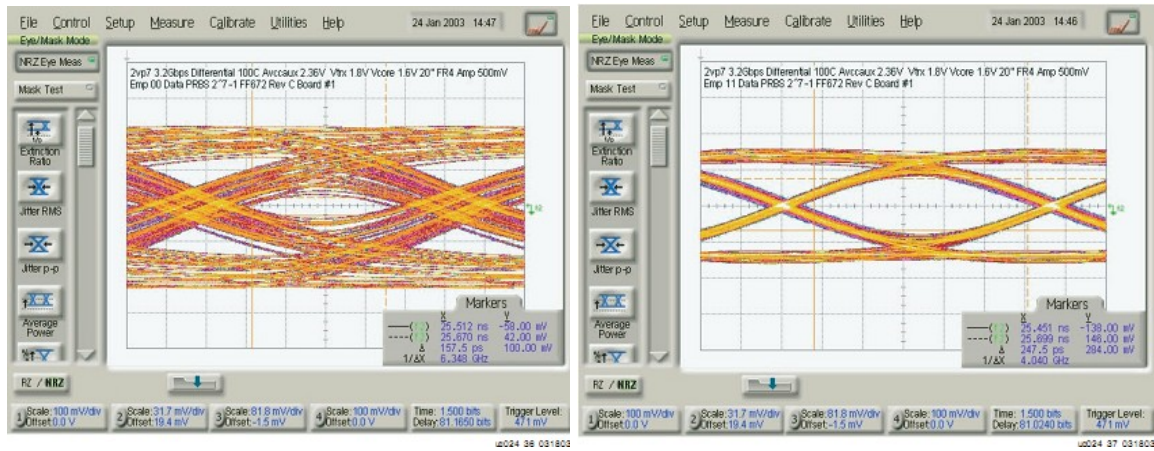 File Control Setup Measure Calibrate Utilities Help 24 Jan 2003 14:47
Eye/Mask Mode
NRZ Eye Meas
Mask Test
2vp7 3.2Gbps Differential 100C Avccaux 2.36V Vtrx 1.8V Vcore 1.6V 20" FR4 Amp 500mV
Emp 00 Data PRBS 2^7-1 FF672 Rev C Board #1
Extinction
Ratio
Jitter RMS
Jitter p-p
Average
Power
Markers
X Y
25.512 ns -58.00 mV
25.670 ns 42.00 mV
Δ 157.5 ps 100.00 mV
1/ΔX 6.348 GHz
RZ / NRZ
1 Scale:100 mV/div
Offset:0.0 V
2 Scale:31.7 mV/div
Offset:19.4 mV
3 Scale:81.8 mV/div
Offset:-1.5 mV
4 Scale:100 mV/div
Offset:0.0 V
Time: 1.500 bits
Delay:81.1650 bits
Trigger Level:
471 mV
ug024_36_031803
File Control Setup Measure Calibrate Utilities Help 24 Jan 2003 14:46
Eye/Mask Mode
NRZ Eye Meas
Mask Test
2vp7 3.2Gbps Differential 100C Avccaux 2.36V Vtrx 1.8V Vcore 1.6V 20" FR4 Amp 500mV
Emp 11 Data PRBS 2^7-1 FF672 Rev C Board #1
Extinction
Ratio
Jitter RMS
Jitter p-p
Average
Power
Markers
X Y
25.451 ns -138.00 mV
25.699 ns 146.00 mV
Δ 247.5 ps 284.00 mV
1/ΔX 4.040 GHz
RZ / NRZ
1 Scale:100 mV/div
Offset:0.0 V
2 Scale:31.7 mV/div
Offset:19.4 mV
3 Scale:81.8 mV/div
Offset:-1.5 mV
4 Scale:100 mV/div
Offset:0.0 V
Time: 1.500 bits
Delay:81.0240 bits
Trigger Level:
471 mV
ug024_37_031803